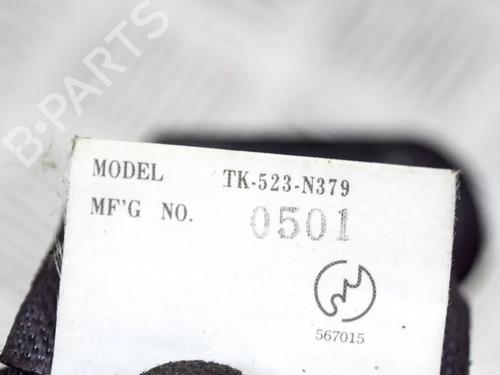 B-PARTS
MODEL TK-523-N379
MF'G NO. 0501
567015